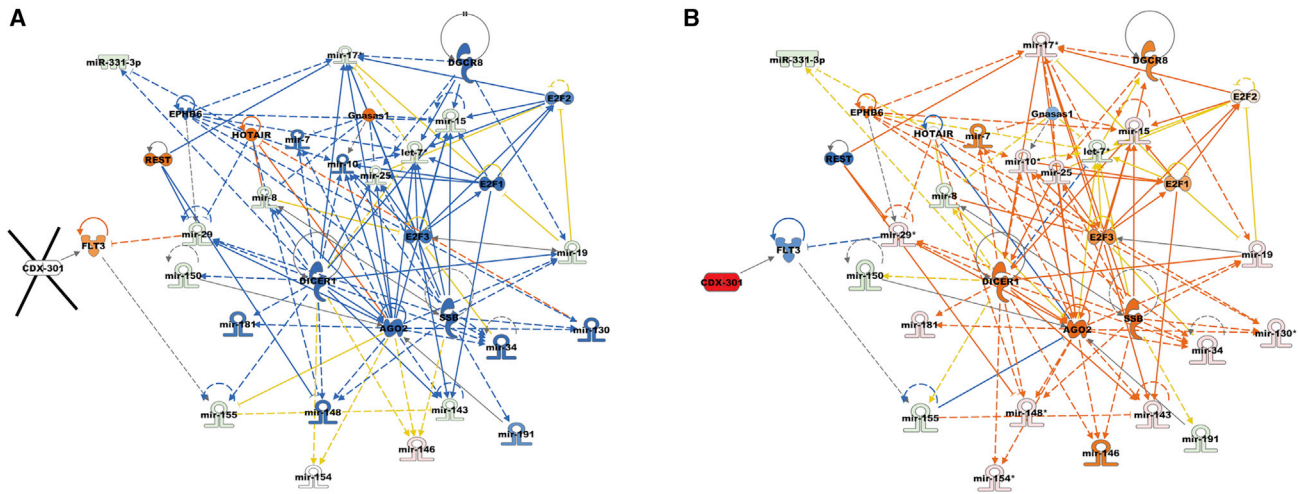 A
mir-17*
DGCR8
miR-331-3p
E2F2
EPHB6
Gnasas1
mir-15
HOTAIR
mir-7
let-7*
REST
mir-10
mir-25
E2F1
mir-8
mir-29
E2F3
FLT3
mir-19
CDX-301
mir-150
DICER1
SSB
mir-181
AGO2
mir-130
mir-34
mir-155
mir-148
mir-143
mir-191
mir-146
mir-154
B
mir-17*
DGCR8
miR-331-3p
E2F2
EPHB6
Gnasas1
mir-15
HOTAIR
mir-7
let-7*
REST
mir-10*
mir-25
E2F1
mir-8
mir-29*
E2F3
FLT3
mir-19
CDX-301
mir-150
DICER1
SSB
mir-181
AGO2
mir-130*
mir-34
mir-155
mir-148*
mir-143
mir-191
mir-146
mir-154*